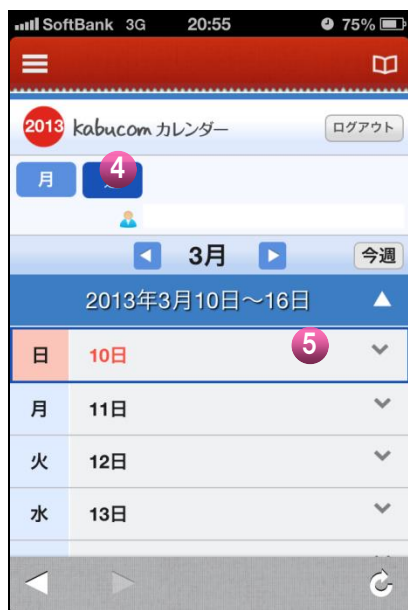 SoftBank 3G 20:55 75%
2013 kabucom カレンダー ログアウト
月 4
3月 今週
2013年3月10日～16日
日 10日 5
月 11日
火 12日
水 13日